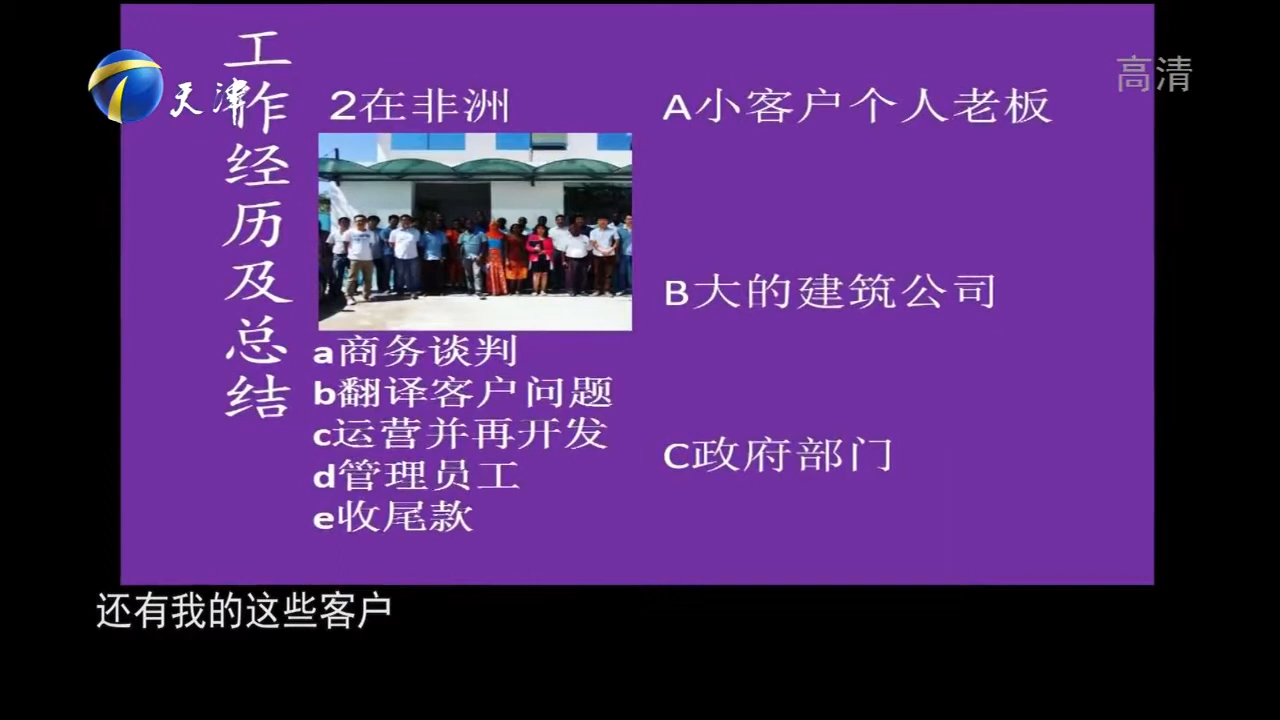 天津
高清
工作经历及总结
2在非洲
a商务谈判
b翻译客户问题
c运营并再开发
d管理员工
e收尾款
A小客户个人老板
B大的建筑公司
C政府部门
还有我的这些客户